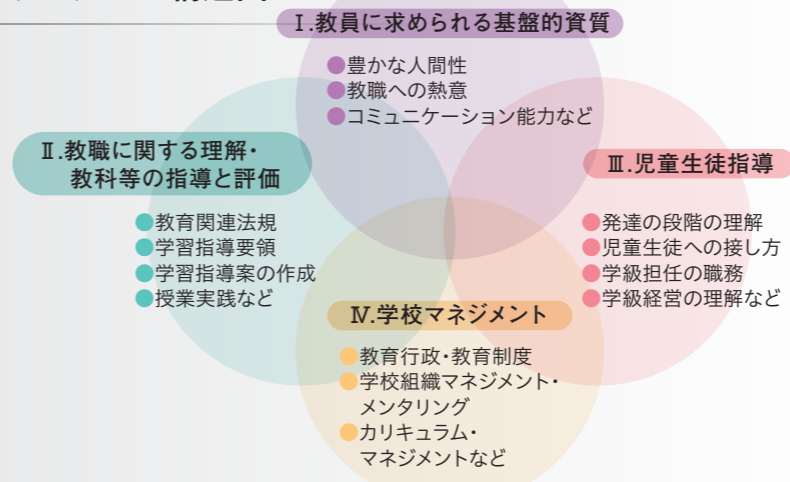 Ⅰ.教員に求められる基盤的資質
●豊かな人間性
●教職への熱意
●コミュニケーション能力など
Ⅱ.教職に関する理解・
教科等の指導と評価
●教育関連法規
●学習指導要領
●学習指導案の作成
●授業実践など
Ⅲ.児童生徒指導
●発達の段階の理解
●児童生徒への接し方
●学級担任の職務
●学級経営の理解など
Ⅳ.学校マネジメント
●教育行政・教育制度
●学校組織マネジメント・
メンタリング
●カリキュラム・
マネジメントなど